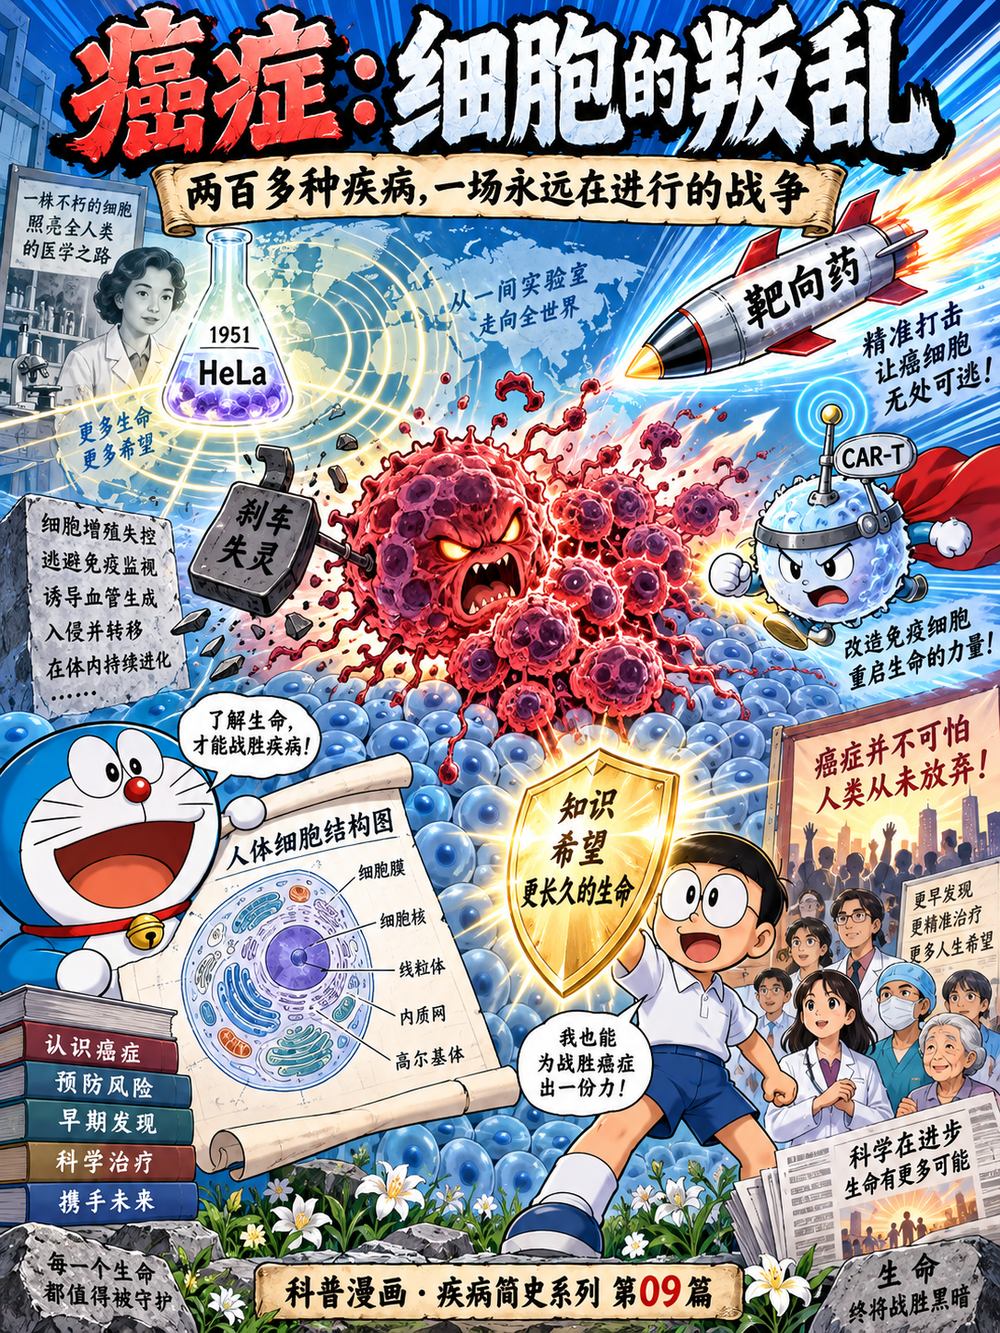 癌症：细胞的叛乱
两百多种疾病，一场永远在进行的战争
一株不朽的细胞
照亮全人类
的医学之路
1951
HeLa
从一间实验室
走向全世界
靶向药
精准打击
让癌细胞
无处可逃！
更多生命
更多希望
CAR-T
刹车
失灵
细胞增殖失控
逃避免疫监视
诱导血管生成
入侵并转移
在体内持续进化
……
改造免疫细胞
重启生命的力量！
了解生命，
才能战胜疾病！
人体细胞结构图
细胞膜
细胞核
线粒体
内质网
高尔基体
知识
希望
更长久的生命
癌症并不可怕
人类从未放弃！
更早发现
更精准治疗
更多人生希望
我也能
为战胜癌症
出一份力！
认识癌症
预防风险
早期发现
科学治疗
携手未来
科学在进步
生命有更多可能
每一个生命
都值得被守护
科普漫画·疾病简史系列 第09篇
生命
终将战胜黑暗